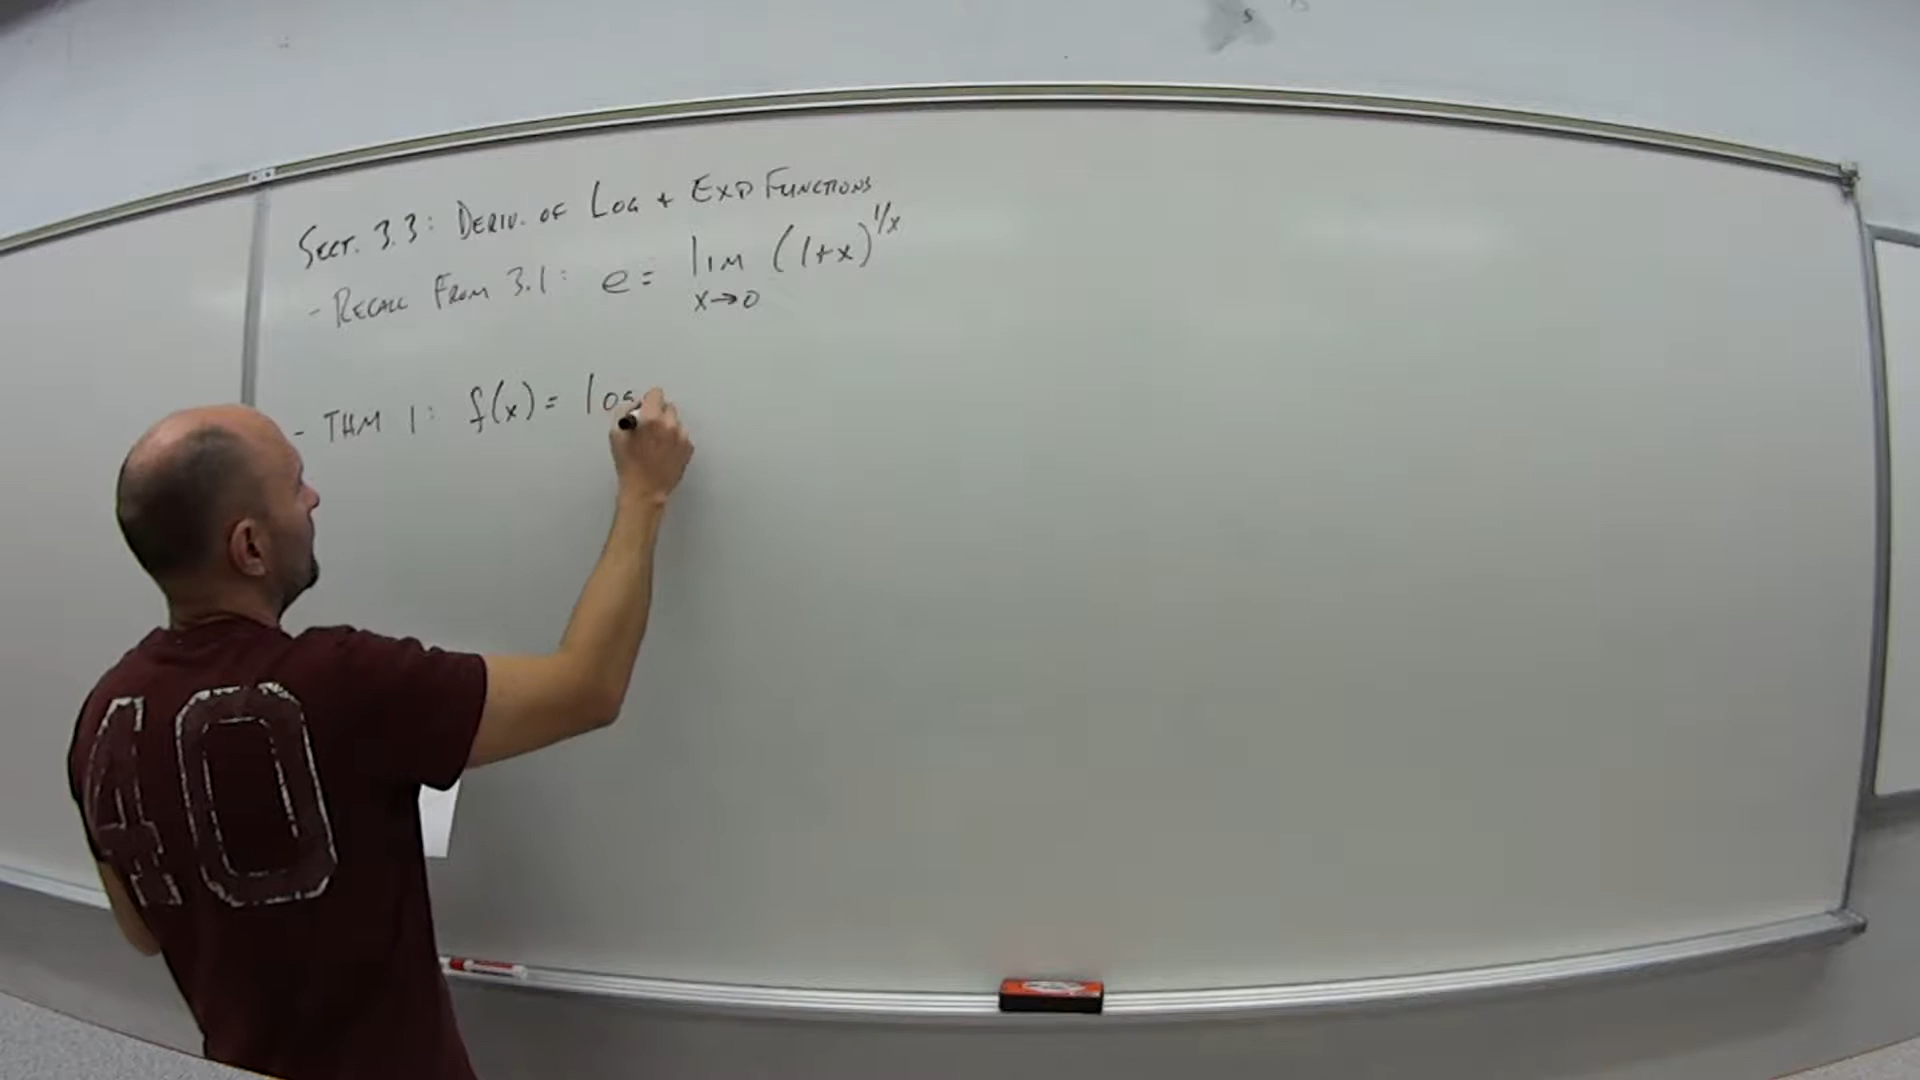 SECT. 3.3: DERIV. OF LOG + EXP FUNCTIONS
- RECALL FROM 3.1: e = lim (1+x)^1/x
x→0
- THM 1: f(x) = log
40